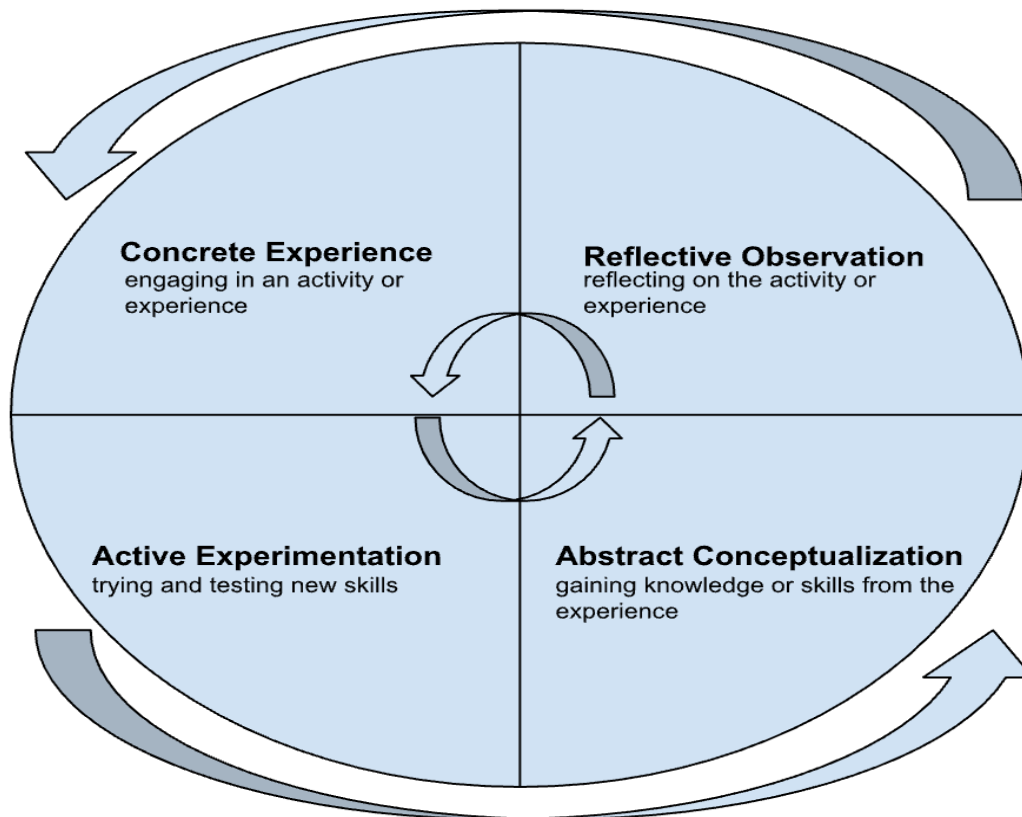 Concrete Experience
engaging in an activity or
experience
Reflective Observation
reflecting on the activity or
experience
Active Experimentation
trying and testing new skills
Abstract Conceptualization
gaining knowledge or skills from the
experience